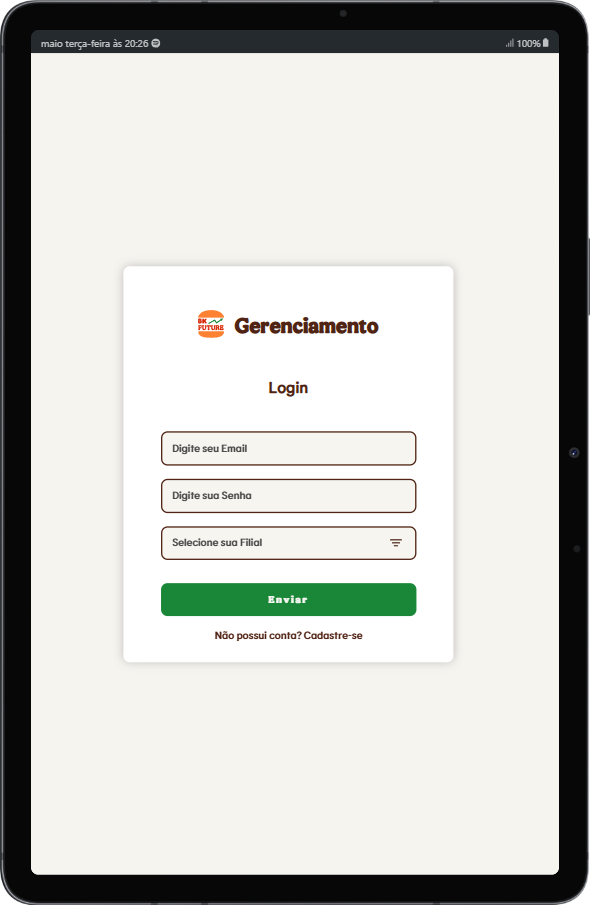 maio terça-feira às 20:26
100%
BK
FUTURE
Gerenciamento
Login
Digite seu Email
Digite sua Senha
Selecione sua Filial
Enviar
Não possui conta? Cadastre-se